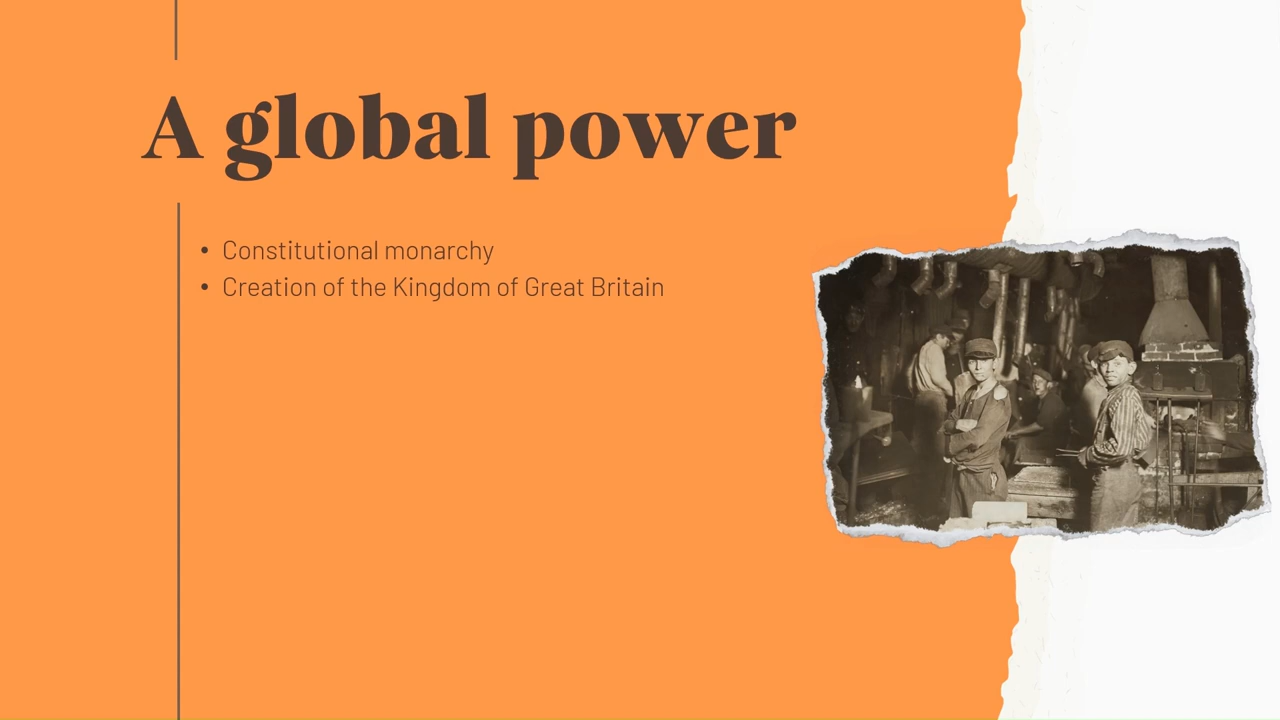 A global power
• Constitutional monarchy
• Creation of the Kingdom of Great Britain